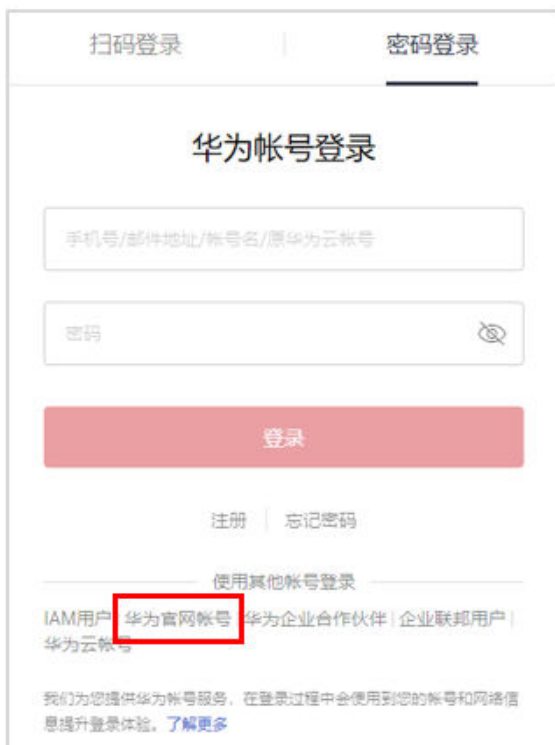 扫码登录 | 密码登录
华为帐号登录
手机号/邮件地址/帐号名/原华为云帐号
密码
登录
注册 | 忘记密码
使用其他帐号登录
IAM用户 华为官网帐号 华为企业合作伙伴 | 企业联邦用户 |
华为云帐号
我们为您提供华为帐号服务，在登录过程中会使用到您的帐号和网络信
息提升登录体验。了解更多